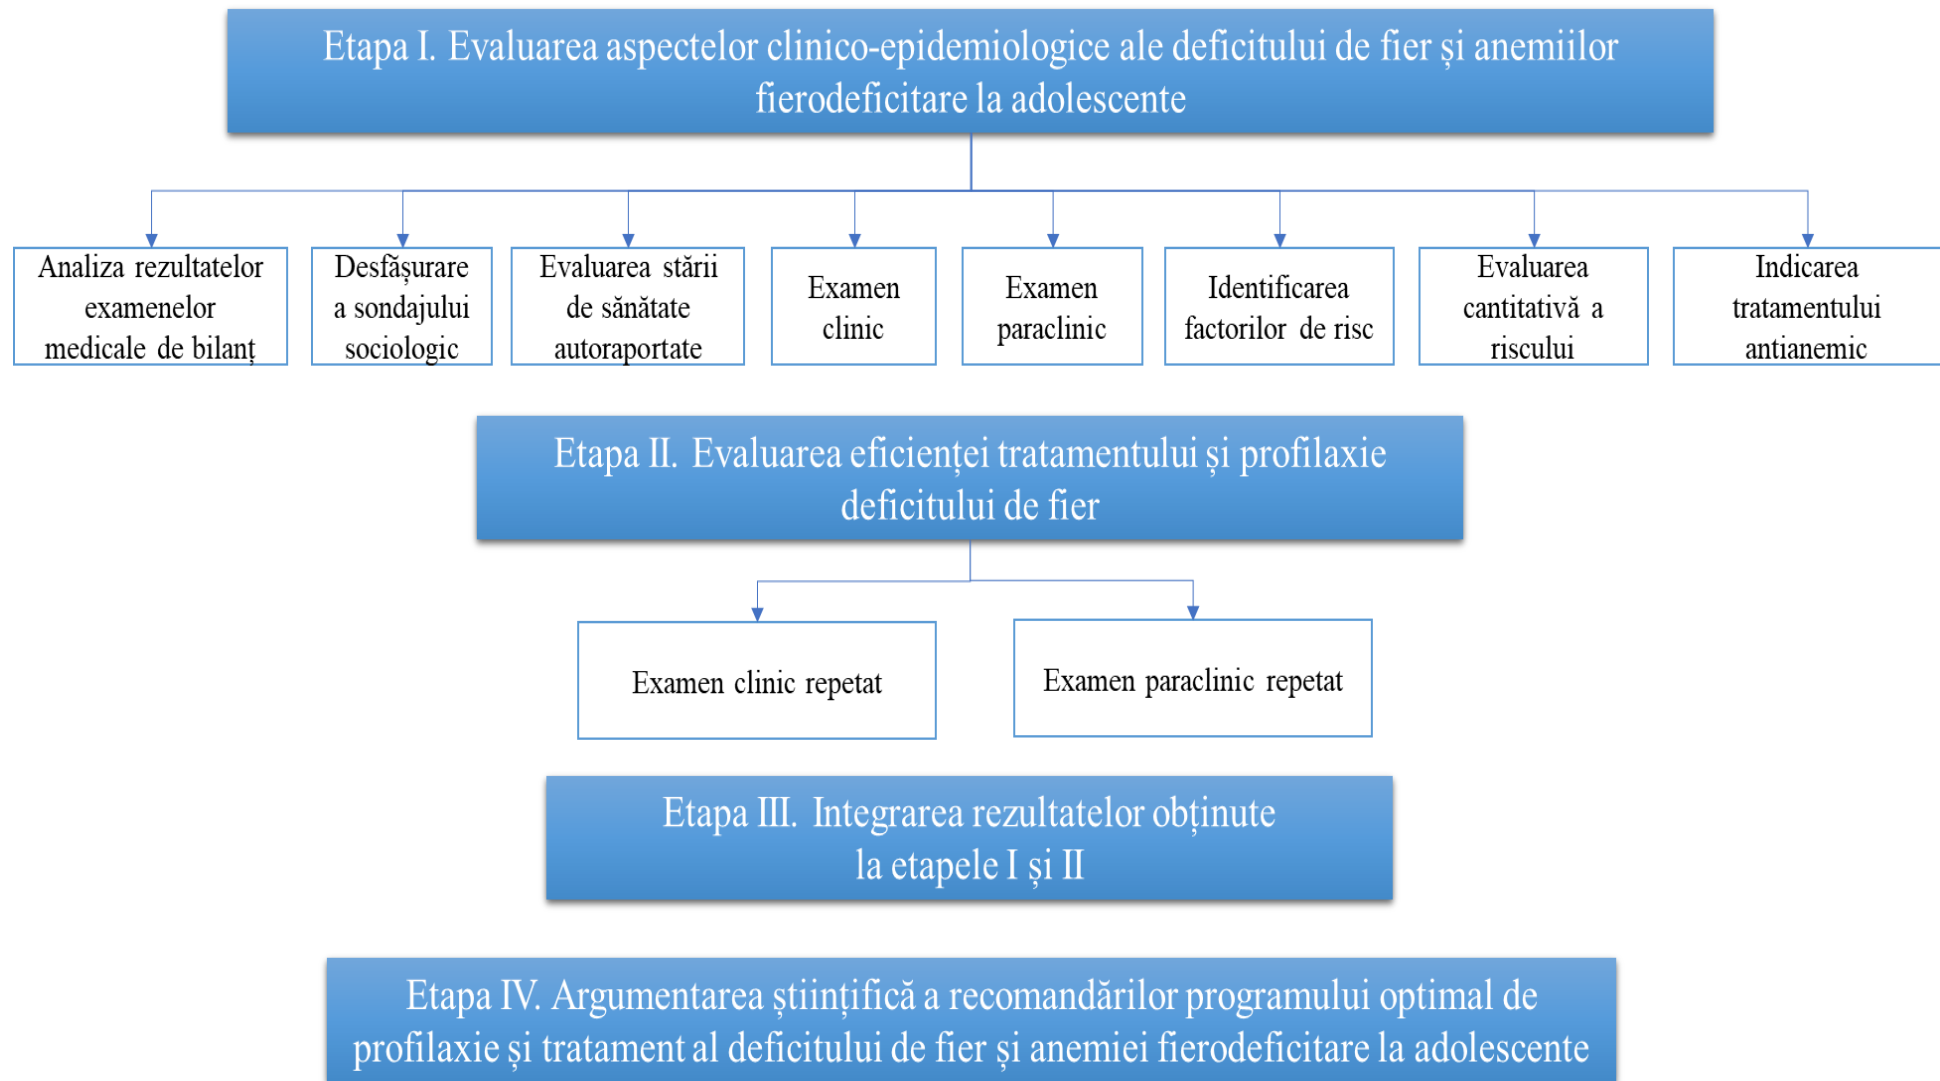 Etapa I. Evaluarea aspectelor clinico-epidemiologice ale deficitului de fier și anemiilor
fierodeficitare la adolescente
Analiza rezultatelor
examenelor
medicale de bilanț
Desfășurare
a sondajului
sociologic
Evaluarea stării
de sănătate
autoraportate
Examen
clinic
Examen
paraclinic
Identificarea
factorilor de risc
Evaluarea
cantitativă a
riscului
Indicarea
tratamentului
antianemic
Etapa II. Evaluarea eficienței tratamentului și profilaxie
deficitului de fier
Examen clinic repetat
Examen paraclinic repetat
Etapa III. Integrarea rezultatelor obținute
la etapele I și II
Etapa IV. Argumentarea științifică a recomandărilor programului optimal de
profilaxie și tratament al deficitului de fier și anemiei fierodeficitare la adolescente